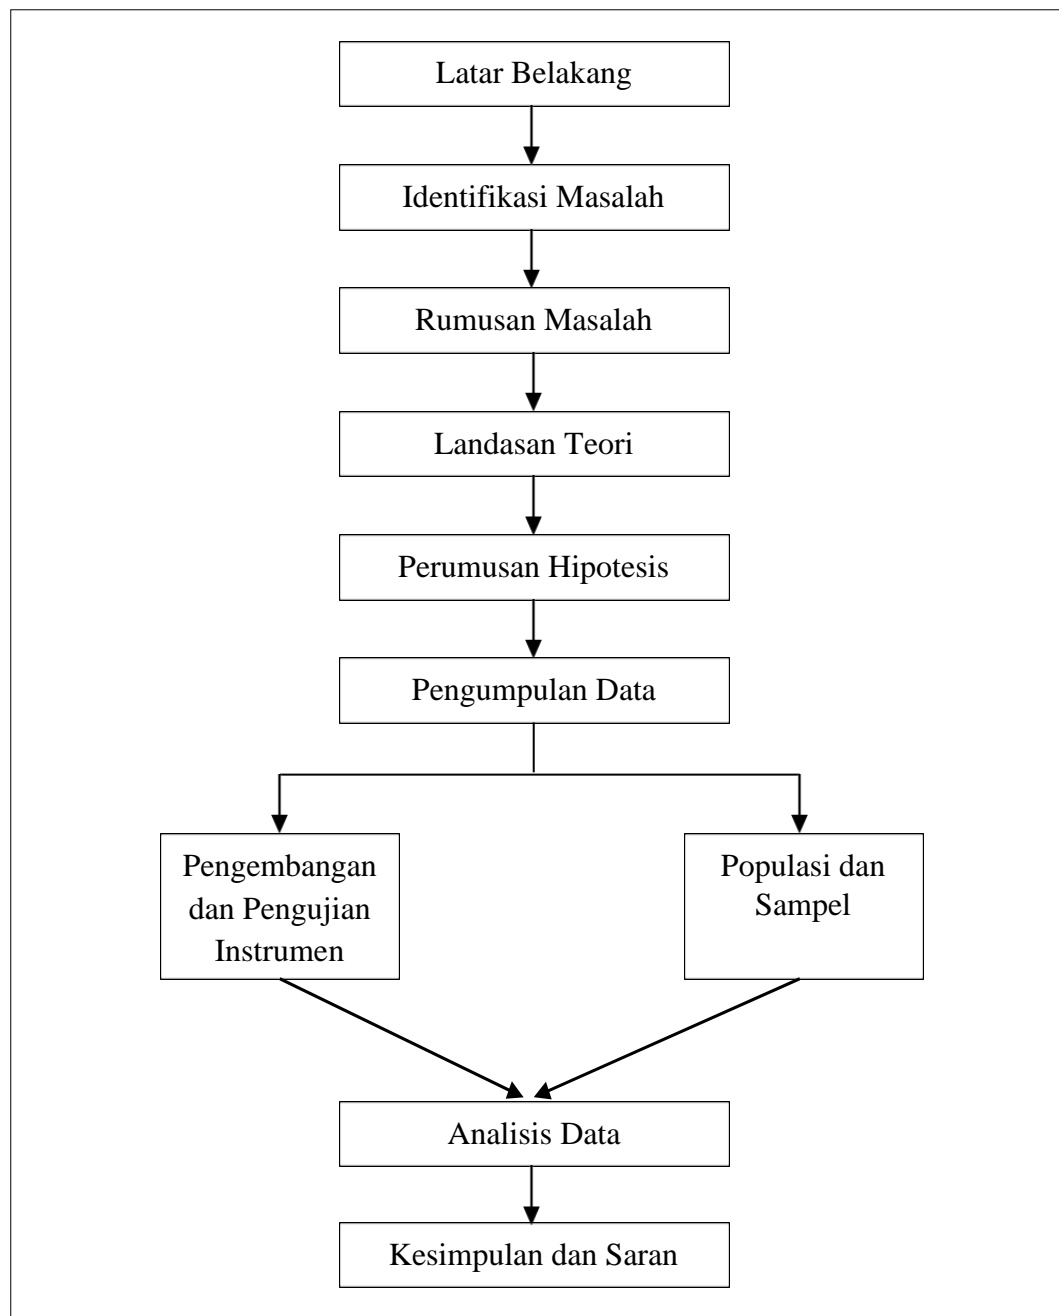 Latar Belakang
Identifikasi Masalah
Rumusan Masalah
Landasan Teori
Perumusan Hipotesis
Pengumpulan Data
Pengembangan
dan Pengujian
Instrumen
Populasi dan
Sampel
Analisis Data
Kesimpulan dan Saran